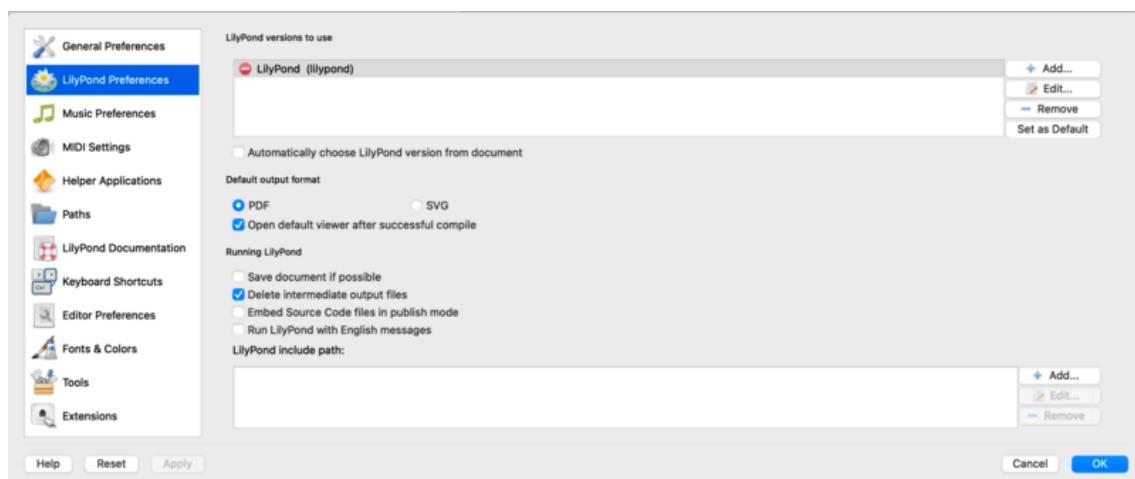 General Preferences
LilyPond Preferences
Music Preferences
MIDI Settings
Helper Applications
Paths
LilyPond Documentation
Keyboard Shortcuts
Editor Preferences
Fonts & Colors
Tools
Extensions
LilyPond versions to use
LilyPond (lilypond)
Add...
Edit...
Remove
Set as Default
Automatically choose LilyPond version from document
Default output format
PDF SVG
Open default viewer after successful compile
Running LilyPond
Save document if possible
Delete intermediate output files
Embed Source Code files in publish mode
Run LilyPond with English messages
LilyPond include path:
Add...
Edit...
Remove
Help Reset Apply Cancel OK